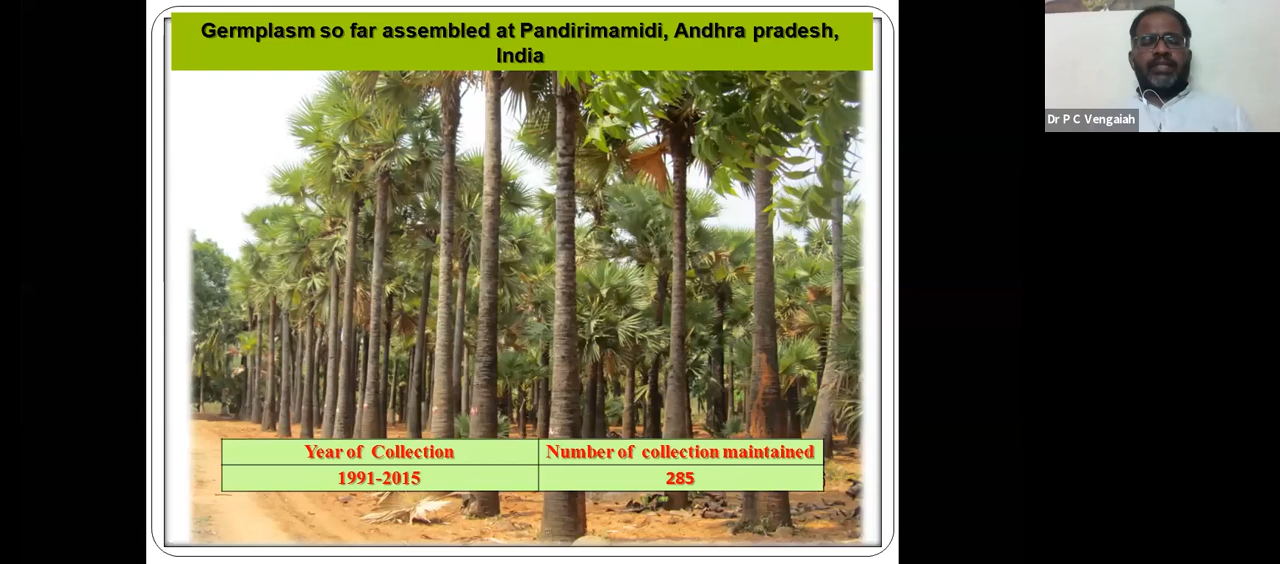 Germplasm so far assembled at Pandirimamidi, Andhra pradesh,
India
Dr P C Vengaiah
Year of Collection Number of collection maintained
1991-2015 285